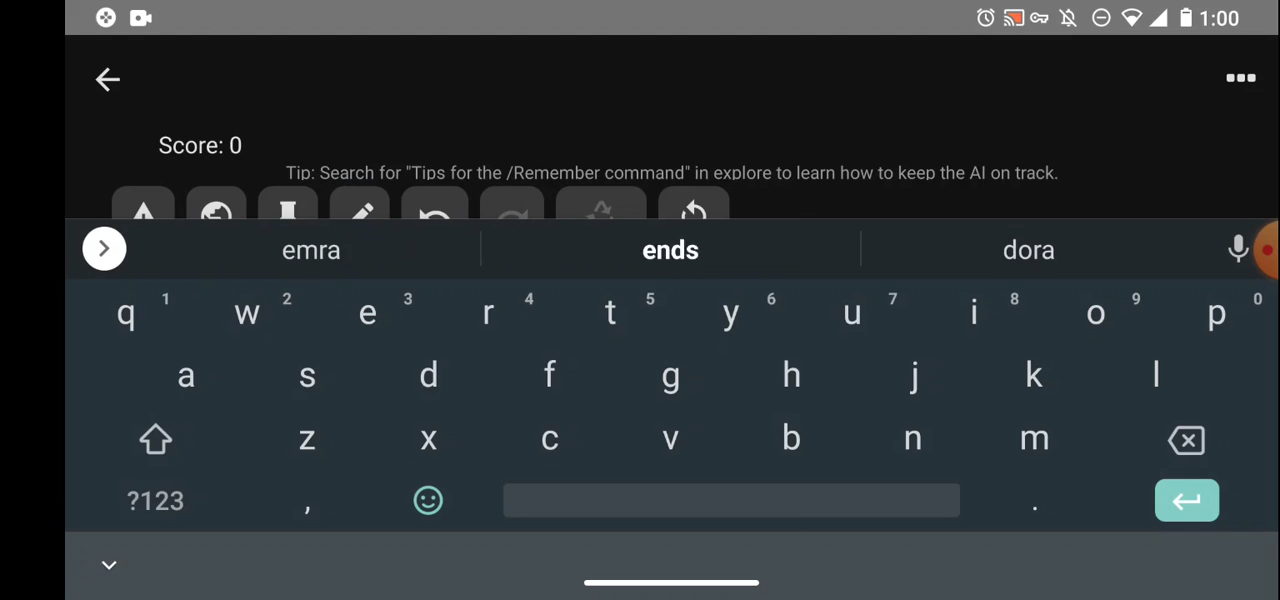 1:00
Score: 0
Tip: Search for "Tips for the /Remember command" in explore to learn how to keep the AI on track.
emra ends dora
q 1 w 2 e 3 r 4 t 5 y 6 u 7 i 8 o 9 p 0
a s d f g h j k l
z x c v b n m
?123 , .